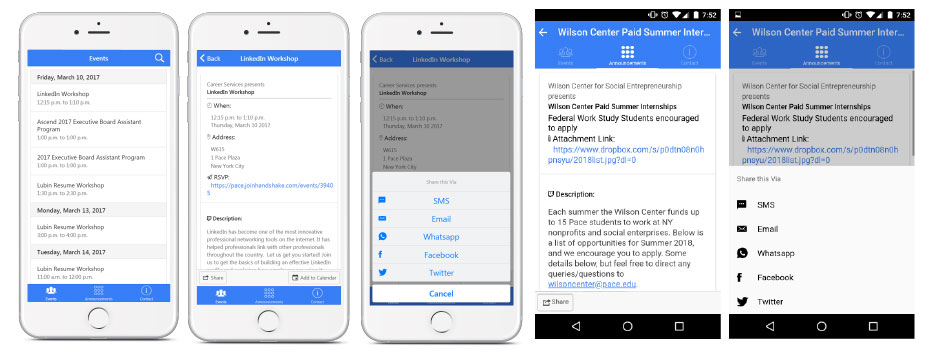 Events
Friday, March 10, 2017
LinkedIn Workshop
12:15 p.m. to 1:10 p.m.
Ascend 2017 Executive Board Assistant
Program
1:00 p.m. to 1:00 p.m.
2017 Executive Board Assistant Program
1:00 p.m. to 1:00 p.m.
Lubin Resume Workshop
1:30 p.m. to 2:30 p.m.
Monday, March 13, 2017
Lubin Resume Workshop
3:00 p.m. to 4:00 p.m.
Tuesday, March 14, 2017
Lubin Resume Workshop
11:00 a.m. to 12:00 p.m.
Events Announcements Contact
Back LinkedIn Workshop
Career Services presents
LinkedIn Workshop
When:
12:15 p.m. to 1:10 p.m.
Thursday, March 10 2017
Address:
W615
1 Pace Plaza
New York City
RSVP:
https://pace.joinhandshake.com/events/3940
Description:
LinkedIn has become one of the most innovative
professional networking tools on the internet. It has
helped professionals link with other professionals
throughout the country. Let us get you started! Join
us to get the basics of building an effective LinkedIn
Share Add to Calendar
Events Announcements Contact
Back LinkedIn Workshop
Career Services presents
LinkedIn Workshop
When:
12:15 p.m. to 1:10 p.m.
Thursday, March 10 2017
Address:
W615
1 Pace Plaza
New York City
Share this Via
SMS
Email
Whatsapp
Facebook
Twitter
Cancel
7:52
Wilson Center Paid Summer Inter...
Events Announcements Contact
Wilson Center for Social Entrepreneurship
presents
Wilson Center Paid Summer Internships
Federal Work Study Students encouraged
to apply
Attachment Link:
https://www.dropbox.com/s/p0dtn08n0h
pnayu/2018list.jpg?dl=0
Description:
Each summer the Wilson Center funds up
to 15 Pace students to work at NY
nonprofits and social enterprises. Below is
a list of opportunities for Summer 2018,
and we encourage you to apply. Some
details below, but feel free to direct any
queries/questions to
wilsoncenter@pace.edu.
Share
7:52
Wilson Center Paid Summer Inter...
Events Announcements Contact
Wilson Center for Social Entrepreneurship
presents
Wilson Center Paid Summer Internships
Federal Work Study Students encouraged
to apply
Attachment Link:
https://www.dropbox.com/s/p0dtn08n0h
pnayu/2018list.jpg?dl=0
Share this Via
SMS
Email
Whatsapp
Facebook
Twitter